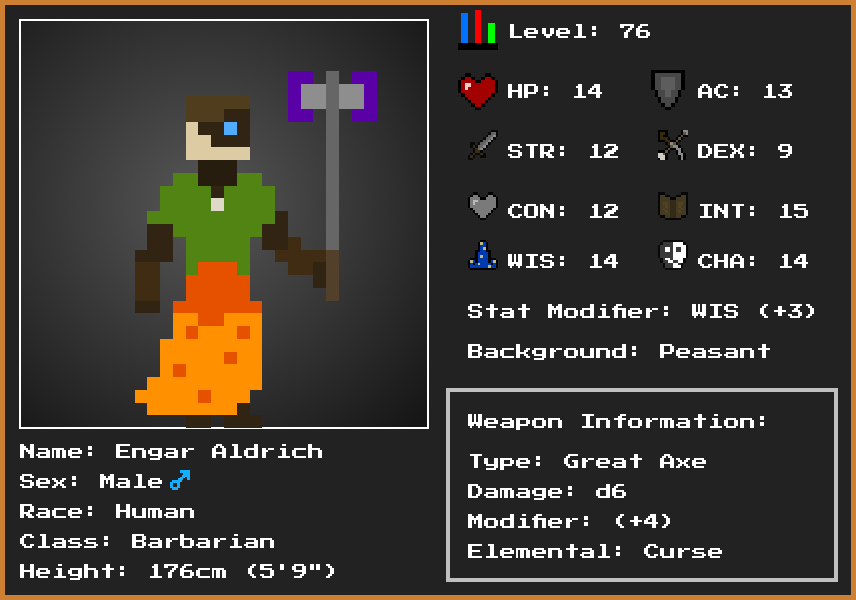 Level: 76
HP: 14
AC: 13
STR: 12
DEX: 9
CON: 12
INT: 15
WIS: 14
CHA: 14
Stat Modifier: WIS (+3)
Background: Peasant
Weapon Information:
Type: Great Axe
Damage: d6
Modifier: (+4)
Elemental: Curse
Name: Engar Aldrich
Sex: Male♂
Race: Human
Class: Barbarian
Height: 176cm (5'9")